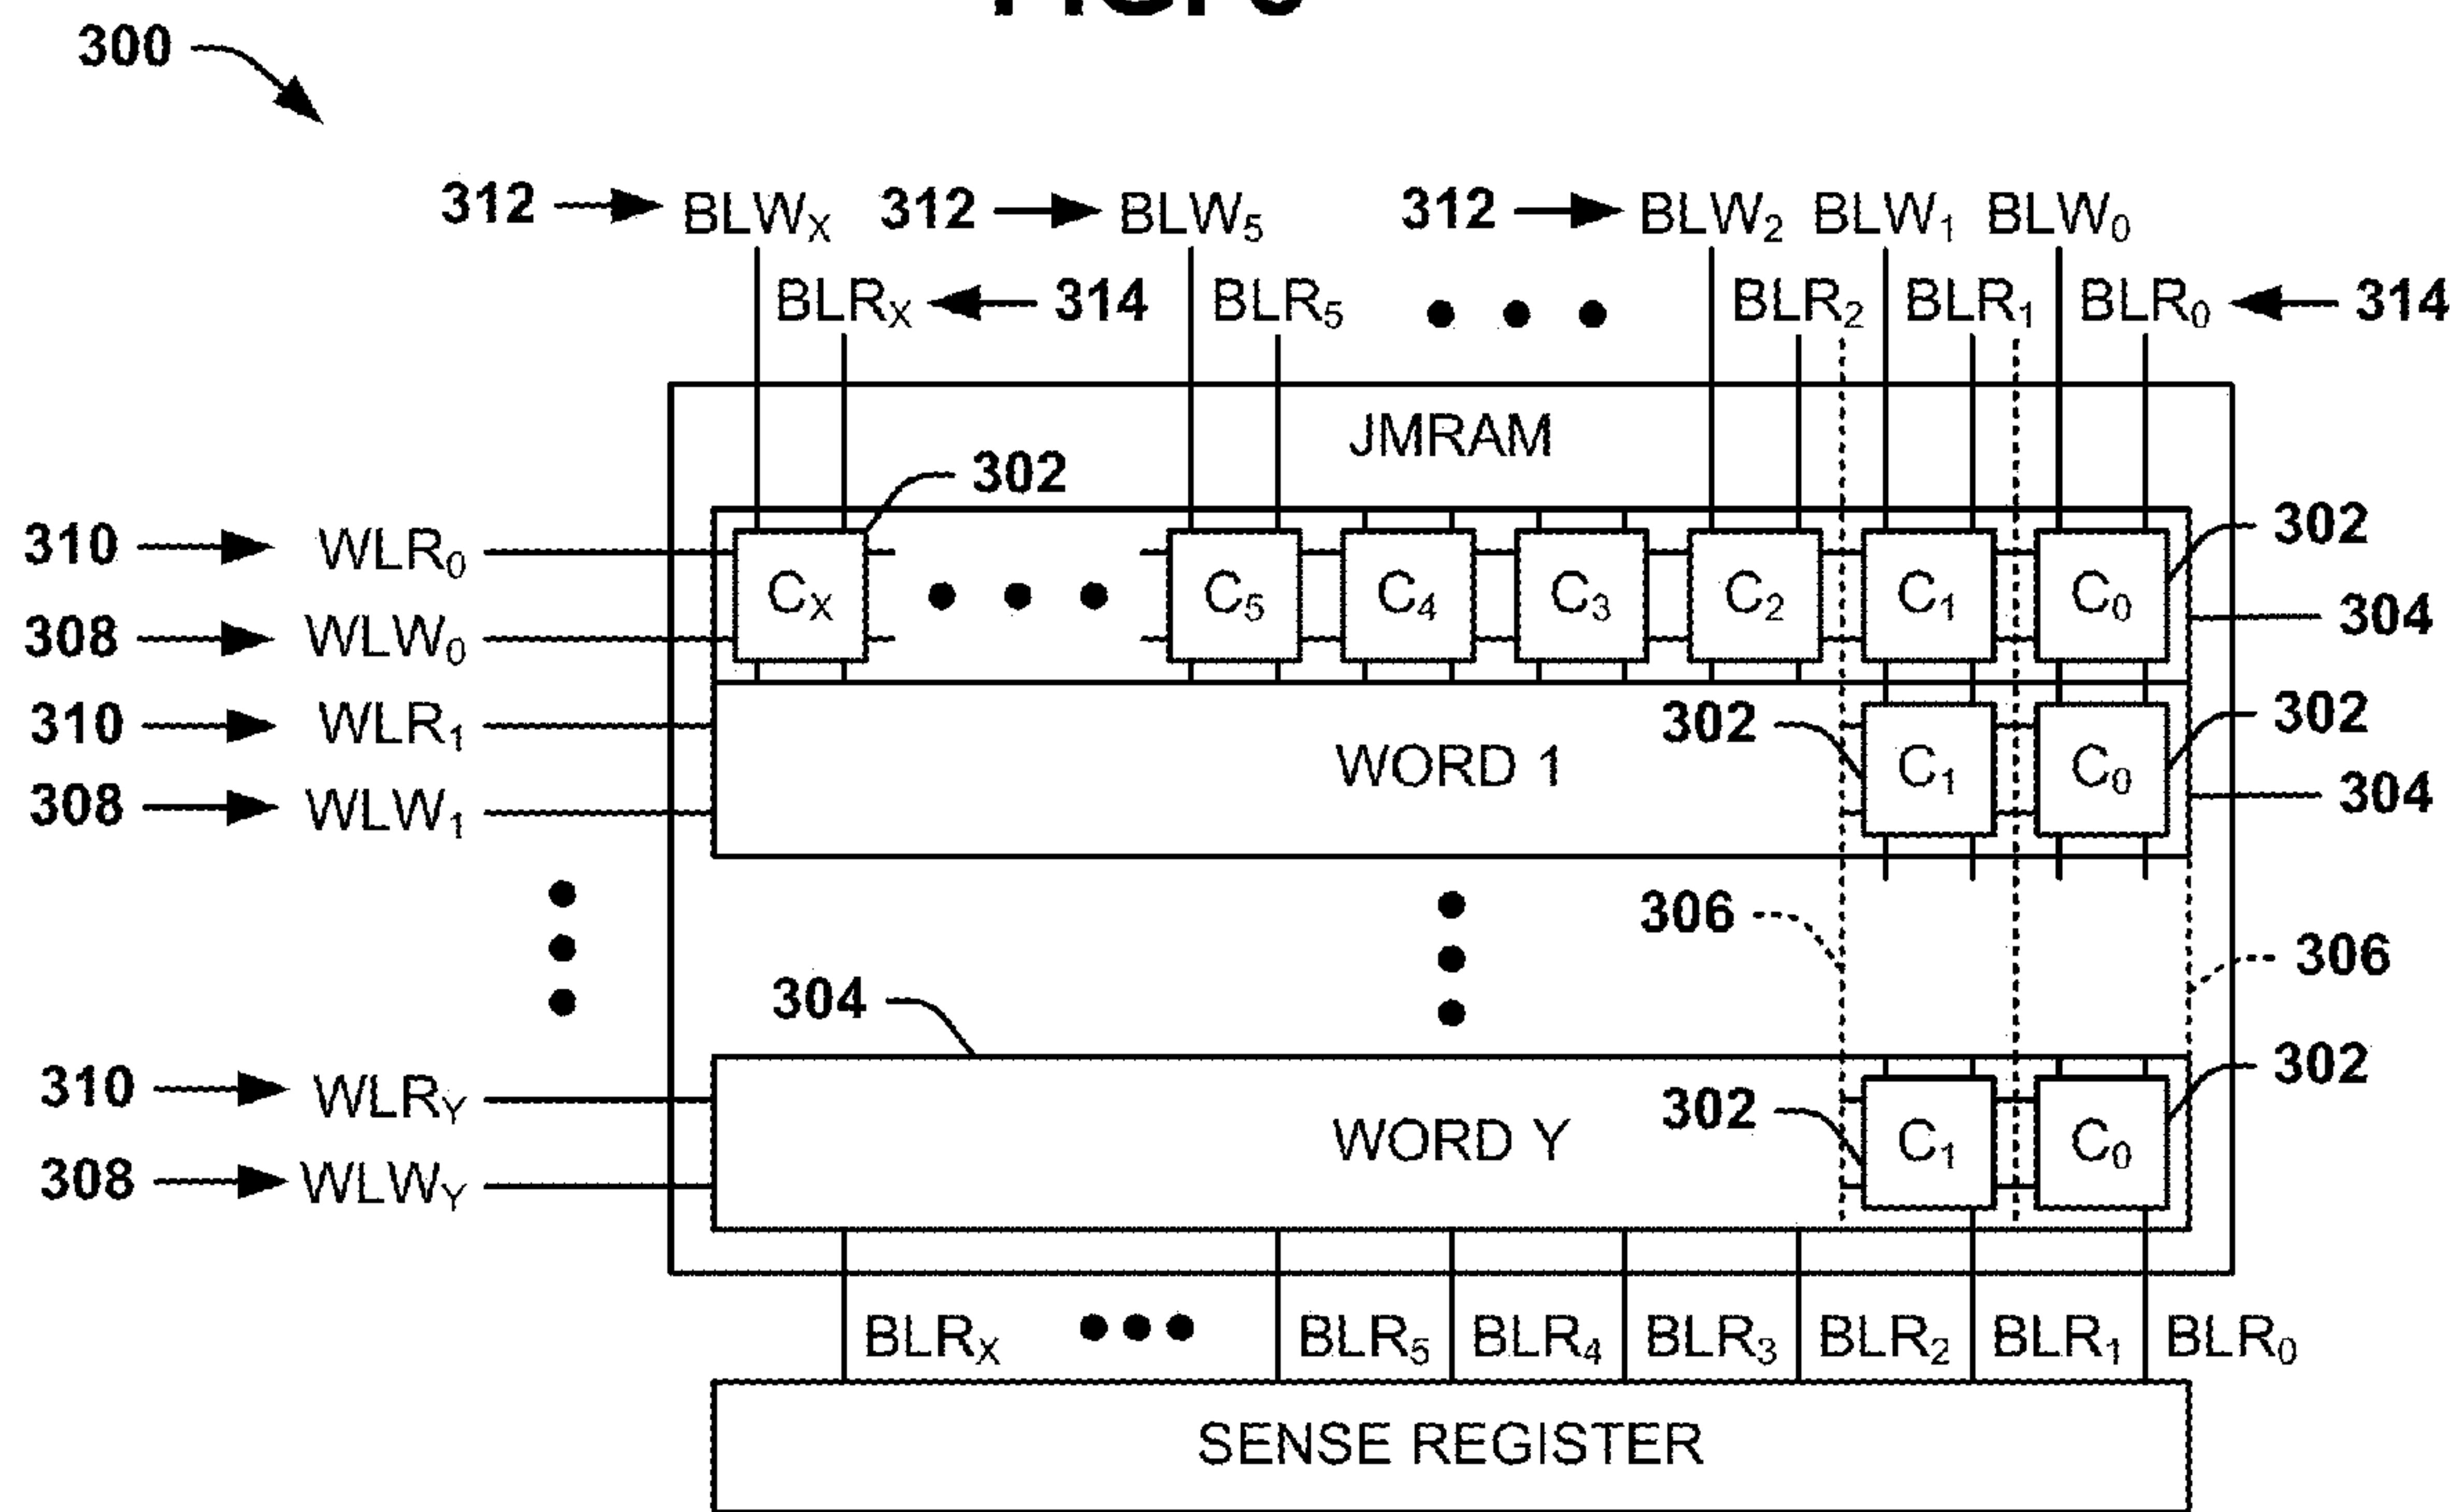 300
312 BLWX 312 BLW5 312 BLW2 BLW1 BLW0
BLRX 314 BLR5 • • • BLR2 BLR1 BLR0 314
JMRAM
302
310 WLR0 302
CX • • • C5 C4 C3 C2 C1 C0
308 WLW0 304
310 WLR1 302 302
WORD 1 C1 C0
308 WLW1 304
306 306
304
310 WLRY 302 302
WORD Y C1 C0
308 WLWY
BLRX ••• BLR5 BLR4 BLR3 BLR2 BLR1 BLR0
SENSE REGISTER